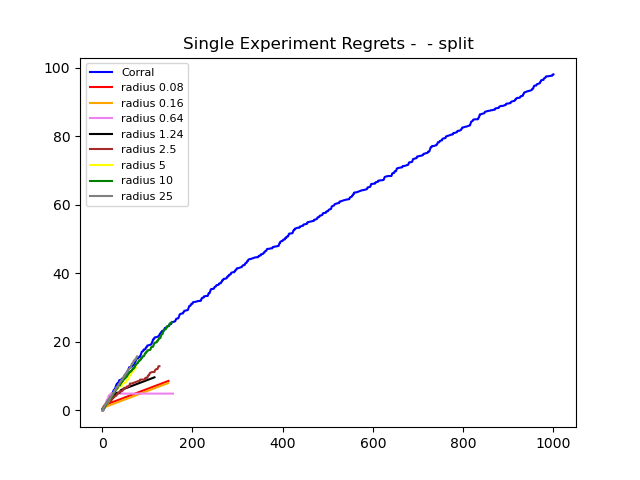 Single Experiment Regrets -  - split
Corral
radius 0.08
radius 0.16
radius 0.64
radius 1.24
radius 2.5
radius 5
radius 10
radius 25
100
80
60
40
20
0
0 200 400 600 800 1000